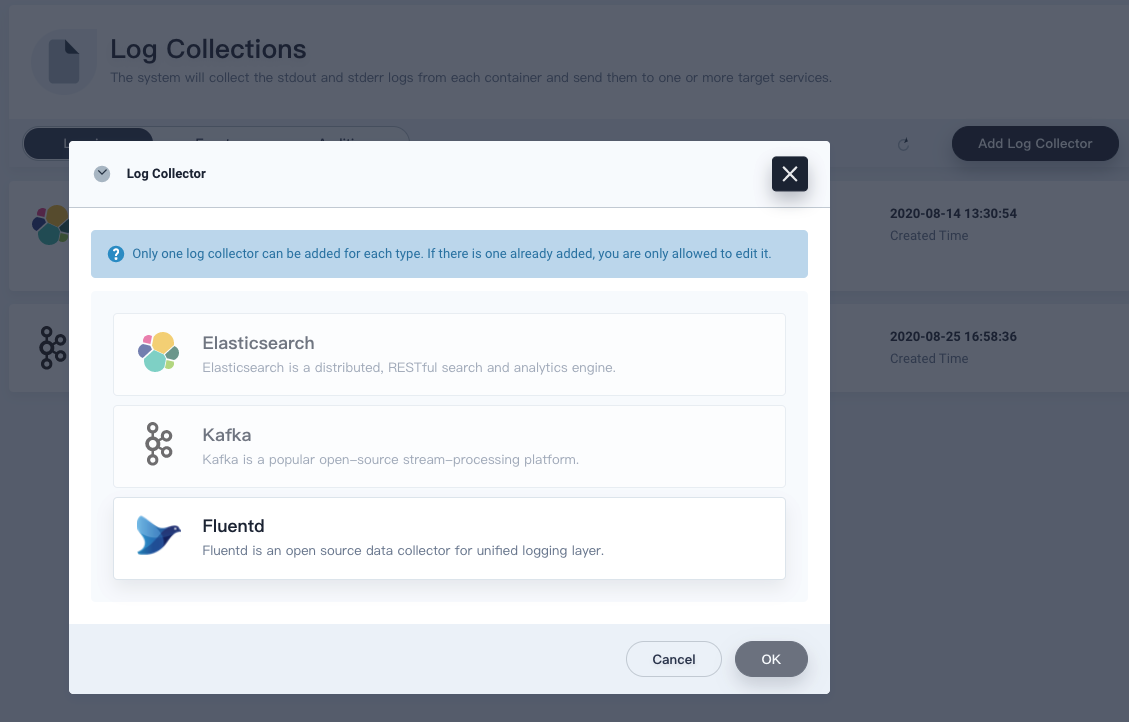 Log Collections
The system will collect the stdout and stderr logs from each container and send them to one or more target services.
Add Log Collector
Log Collector
2020-08-14 13:30:54
Created Time
Only one log collector can be added for each type. If there is one already added, you are only allowed to edit it.
Elasticsearch
Elasticsearch is a distributed, RESTful search and analytics engine.
2020-08-25 16:58:36
Created Time
Kafka
Kafka is a popular open-source stream-processing platform.
Fluentd
Fluentd is an open source data collector for unified logging layer.
Cancel
OK